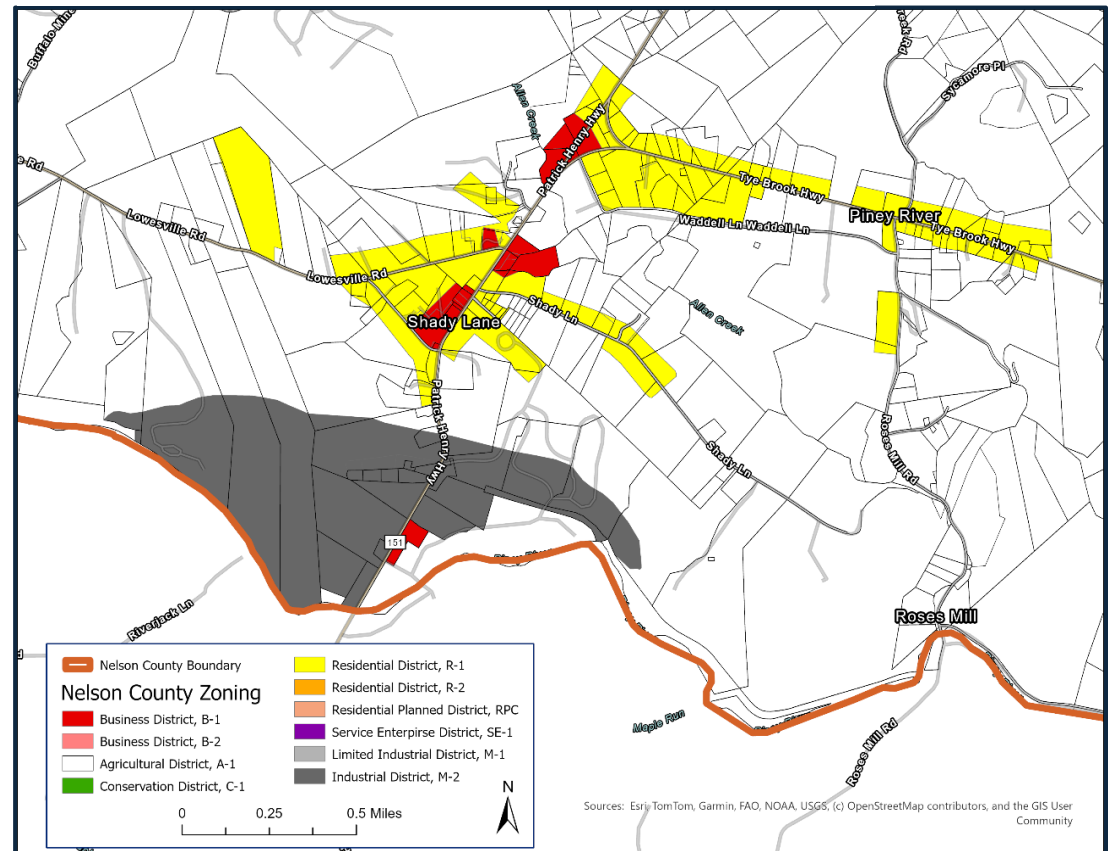 Buffalo Mine
reek Rd
Sycamore Pl
Allen Creek
Patrick Henry Hwy
Tye Brook Hwy
Piney River
Tye Brook Hwy
e Rd
Lowesville Rd
Waddell Ln Waddell Ln
Lowesville Rd
Shady Ln
Allen Creek
Shady Lane
Patrick Henry Hwy
Shady Ln
Roses Mill Rd
151
Riverjack Ln
Roses Mill
Maple Run
Roses Mill Rd
Nelson County Boundary
Nelson County Zoning
Business District, B-1
Business District, B-2
Agricultural District, A-1
Conservation District, C-1
Residential District, R-1
Residential District, R-2
Residential Planned District, RPC
Service Enterpirse District, SE-1
Limited Industrial District, M-1
Industrial District, M-2
0 0.25 0.5 Miles
N
Sources: Esri, TomTom, Garmin, FAO, NOAA, USGS, (c) OpenStreetMap contributors, and the GIS User
Community